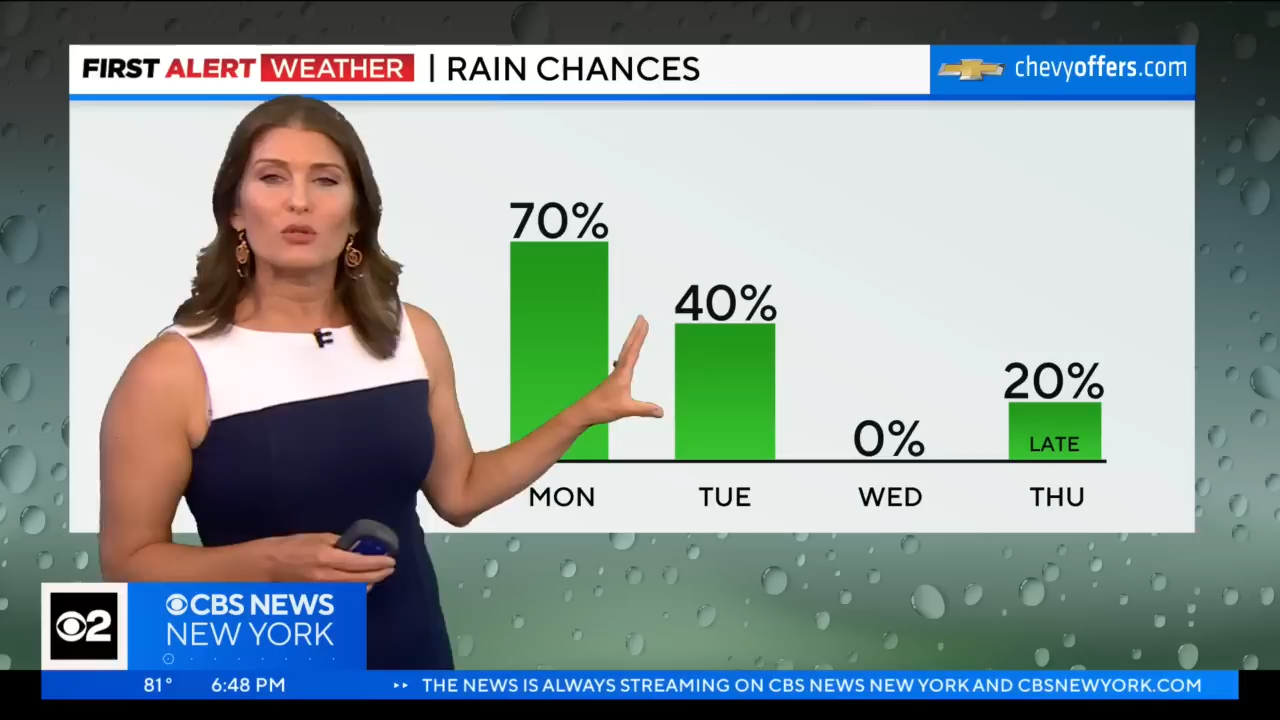 FIRST ALERT WEATHER | RAIN CHANCES
chevyoffers.com
70%
40%
0%
20%
LATE
MON TUE WED THU
2
CBS NEWS
NEW YORK
81° 6:48 PM THE NEWS IS ALWAYS STREAMING ON CBS NEWS NEW YORK AND CBSNEWYORK.COM